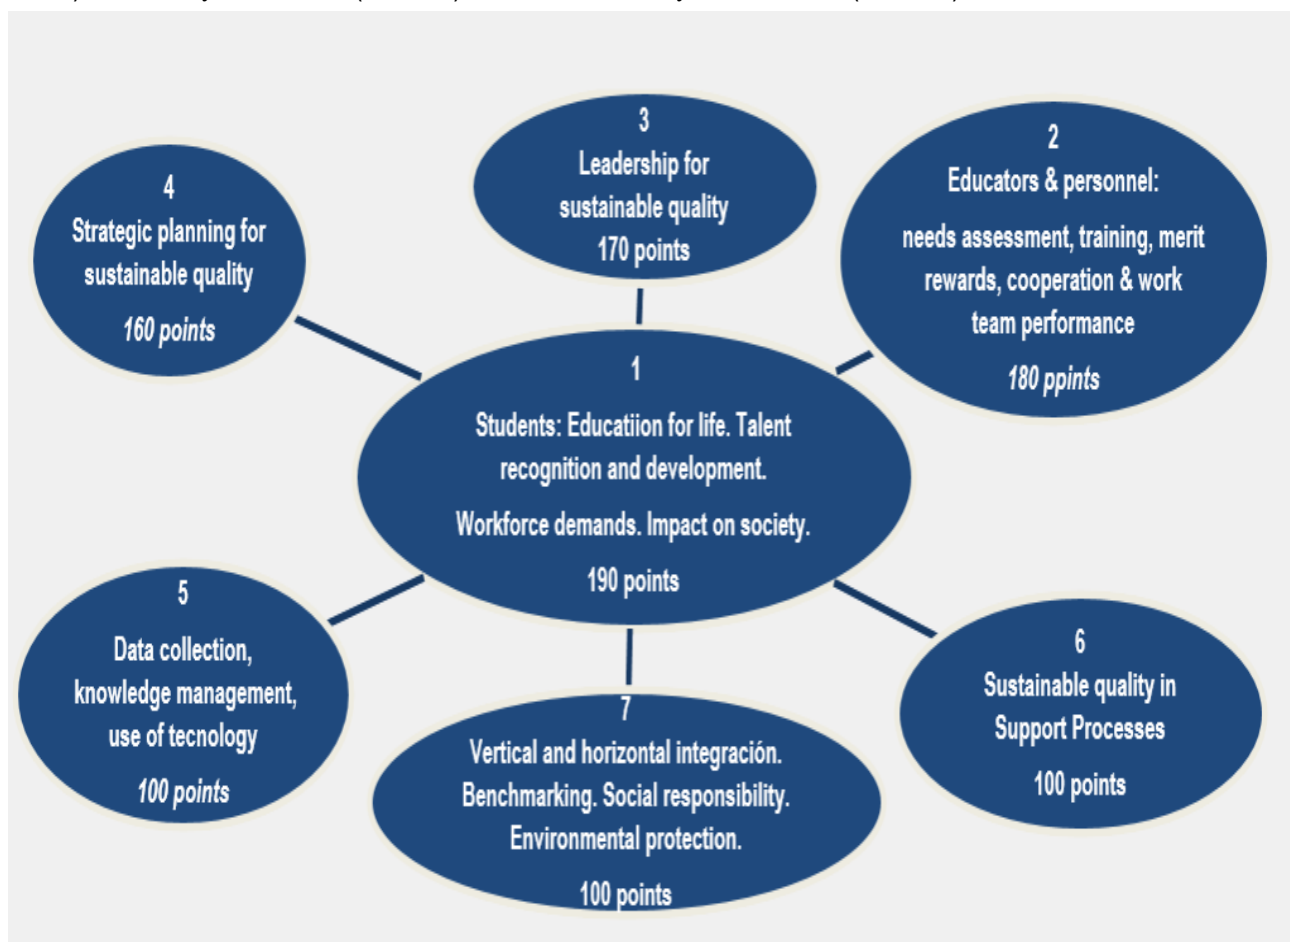 3
Leadership for
sustainable quality
170 points
2
Educators & personnel:
needs assessment, training, merit
rewards, cooperation & work
team performance
180 ppints
4
Strategic planning for
sustainable quality
160 points
1
Students: Educatiion for life. Talent
recognition and development.
Workforce demands. Impact on society.
190 points
5
Data collection,
knowledge management,
use of tecnology
100 points
6
Sustainable quality in
Support Processes
100 points
7
Vertical and horizontal integración.
Benchmarking. Social responsibility.
Environmental protection.
100 points